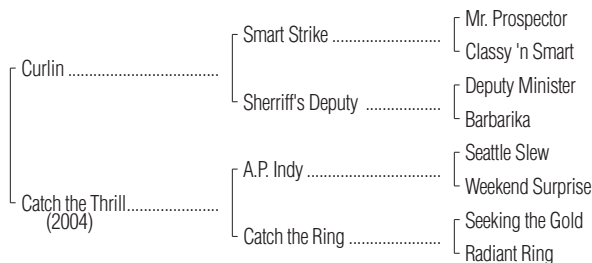 Mr. Prospector
Smart Strike ..........................
Classy 'n Smart
Curlin ....................................
Deputy Minister
Sherriff's Deputy ..................
Barbarika
Seattle Slew
A.P. Indy ................................
Weekend Surprise
Catch the Thrill......................
(2004)
Seeking the Gold
Catch the Ring .......................
Radiant Ring